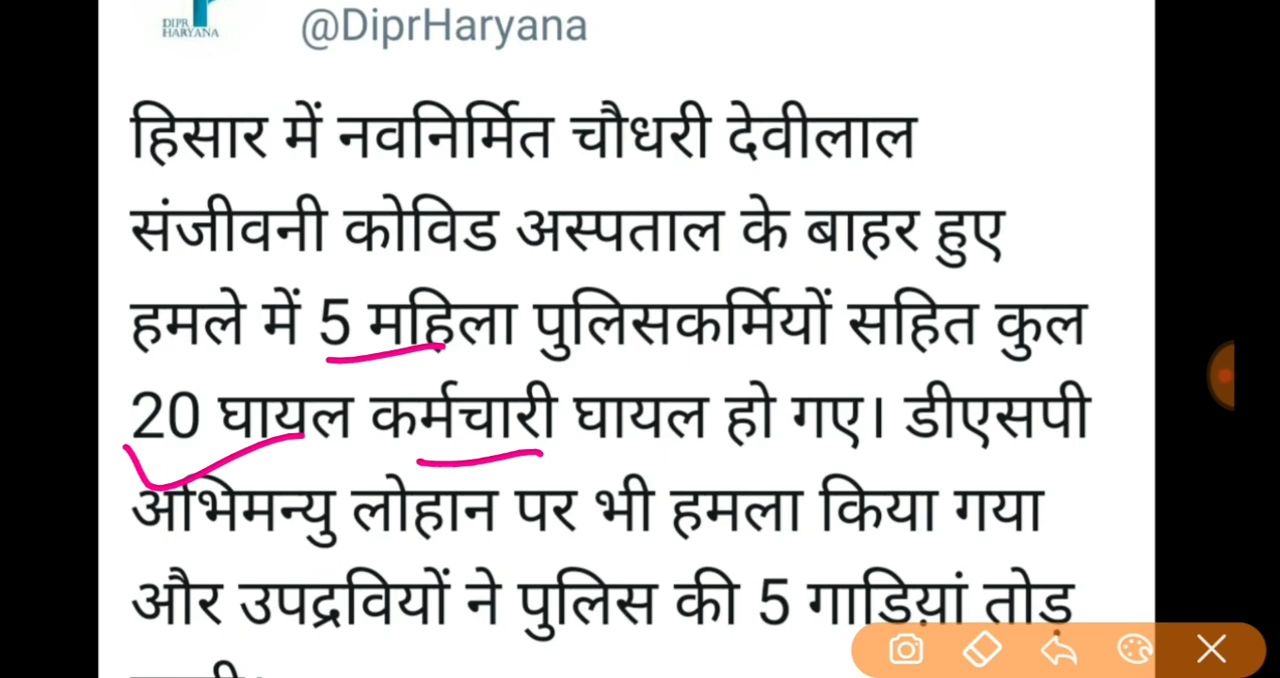 DIPR
HARYANA
@DiprHaryana
हिसार में नवनिर्मित चौधरी देवीलाल
संजीवनी कोविड अस्पताल के बाहर हुए
हमले में 5 महिला पुलिसकर्मियों सहित कुल
20 घायल कर्मचारी घायल हो गए। डीएसपी
अभिमन्यु लोहान पर भी हमला किया गया
और उपद्रवियों ने पुलिस की 5 गाडिय़ां तोड़